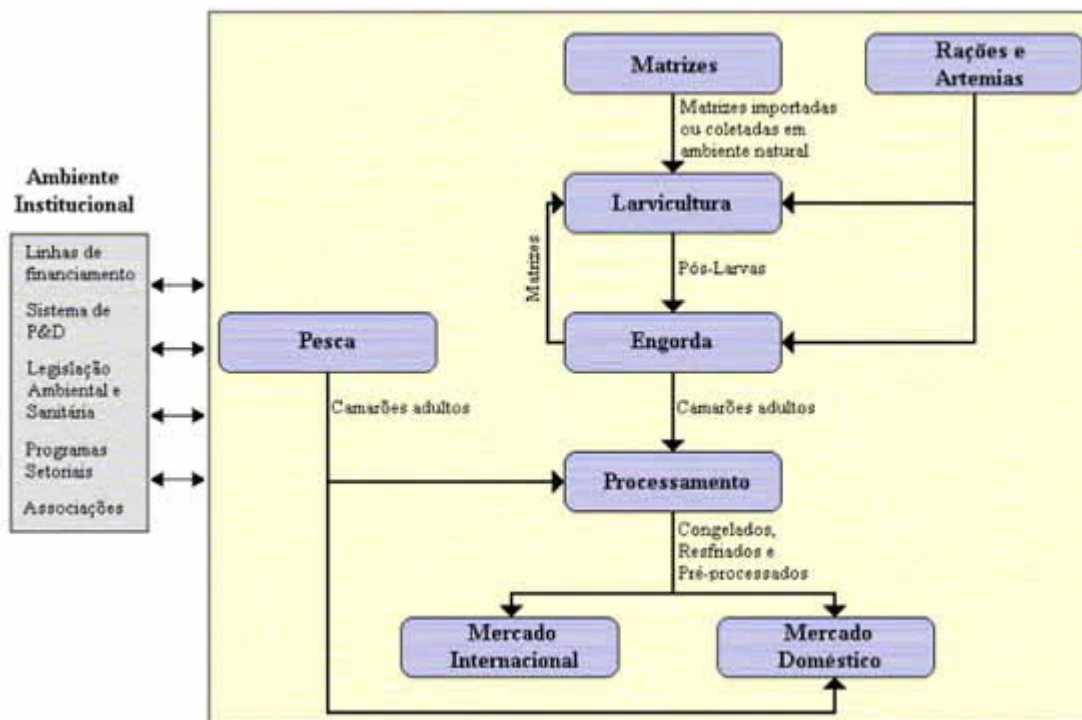 Matrizes
Rações e
Artemias
Matrizes importadas
ou coletadas em
ambiente natural
Ambiente
Institucional
Larvicultura
Linhas de
financiamento
Matrizes
Pós-Larvas
Sistema de
P&D
Pesca
Engorda
Legislação
Ambiental e
Sanitária
Camarões adultos
Camarões adultos
Programas
Setoriais
Processamento
Associações
Congelados,
Resfriados e
Pré-processados
Mercado
Internacional
Mercado
Doméstico